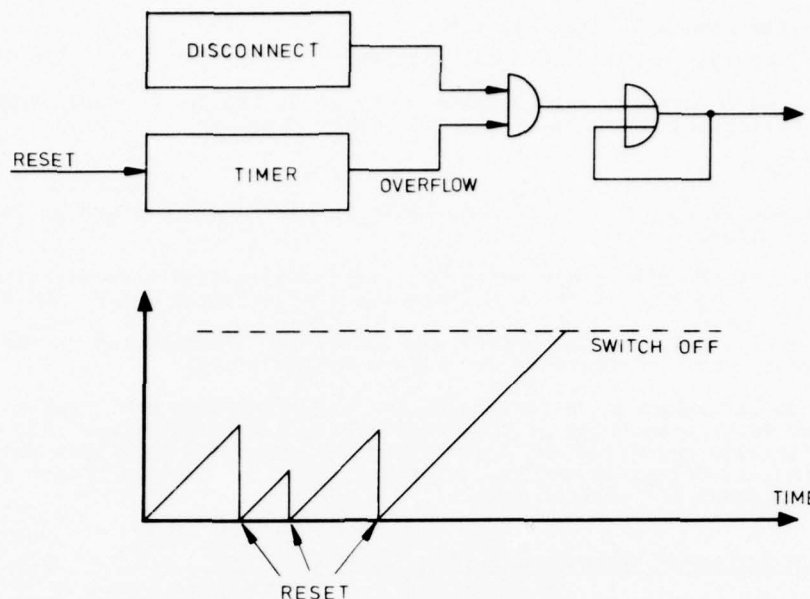 DISCONNECT
RESET
TIMER
OVERFLOW
SWITCH OFF
TIME
RESET